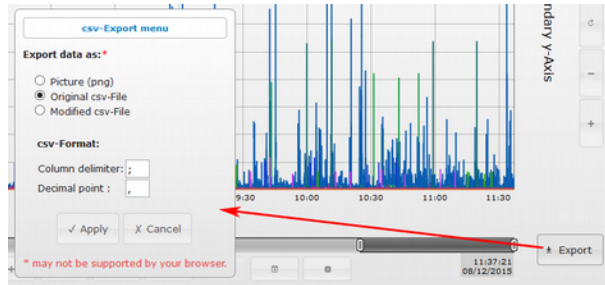 csv-Export menu
Export data as:*
Picture (png)
Original csv-File
Modified csv-File
csv-Format:
Column delimiter: ;
Decimal point : ,
✓ Apply
X Cancel
* may not be supported by your browser.
9:30 10:00 10:30 11:00 11:30
ndary y-Axis
−
+
Export
11:37:21
08/12/2015